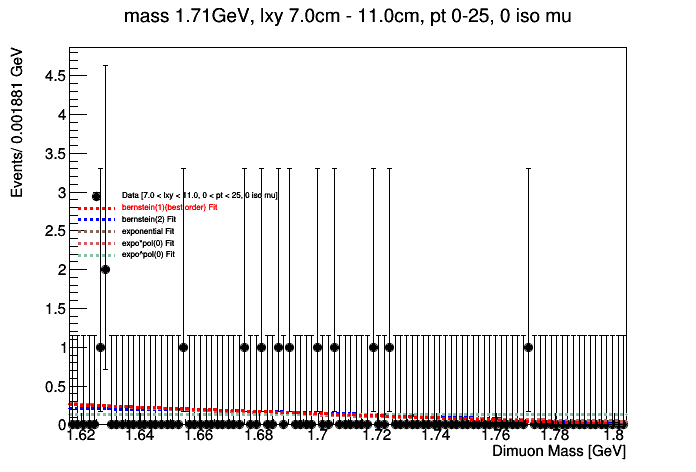 mass 1.71GeV, lxy 7.0cm - 11.0cm, pt 0-25, 0 iso mu
Events/ 0.001881 GeV
4.5
4
3.5
3
2.5
2
1.5
1
0.5
0
Data [7.0 < lxy < 11.0, 0 < pt < 25, 0 iso mu]
bernstein(1)(best order) Fit
bernstein(2) Fit
exponential Fit
expo*pol(0) Fit
expo^pol(0) Fit
1.62 1.64 1.66 1.68 1.7 1.72 1.74 1.76 1.78 1.8
Dimuon Mass [GeV]